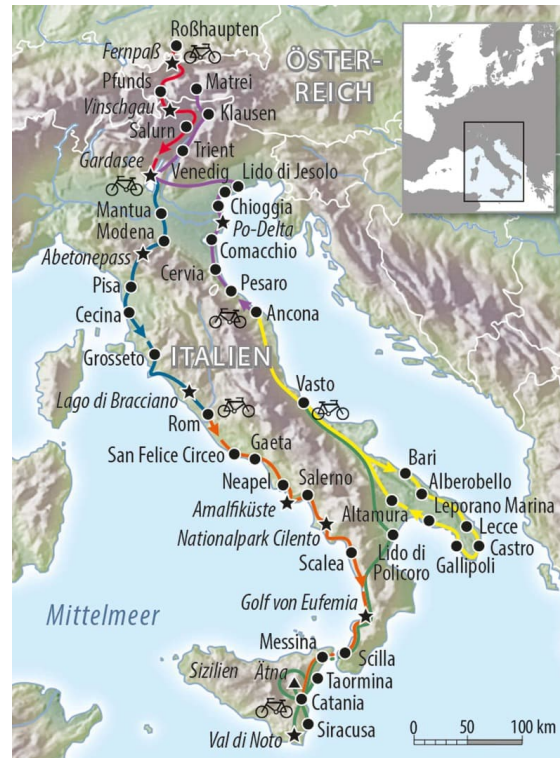 Roßhaupten
Fernpaß
ÖSTER-
REICH
Pfunds
Matrei
Vinschgau
Klausen
Salurn
Trient
Gardasee
Venedig
Lido di Jesolo
Chioggia
Mantua
Po-Delta
Modena
Comacchio
Abetonepass
Cervia
Pisa
Pesaro
Cecina
Ancona
Grosseto
ITALIEN
Lago di Bracciano
Vasto
Rom
Gaeta
San Felice Circeo
Bari
Neapel
Salerno
Alberobello
Amalfiküste
Altamura
Leporano Marina
Lecce
Nationalpark Cilento
Castro
Lido di
Policoro
Gallipoli
Scalea
Golf von Eufemia
Mittelmeer
Messina
Scilla
Sizilien
Ätna
Taormina
Catania
Siracusa
Val di Noto
0 50 100 km